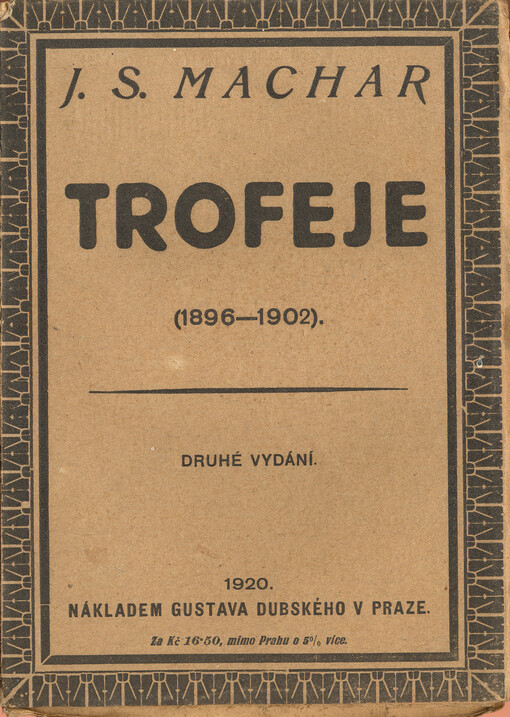 J. S. MACHAR
TROFEJE
(1896—1902).
DRUHÉ VYDÁNÍ.
1920.
NÁKLADEM GUSTAVA DUBSKÉHO V PRAZE.
Za Kč 16·50, mimo Prahu o 5% více.